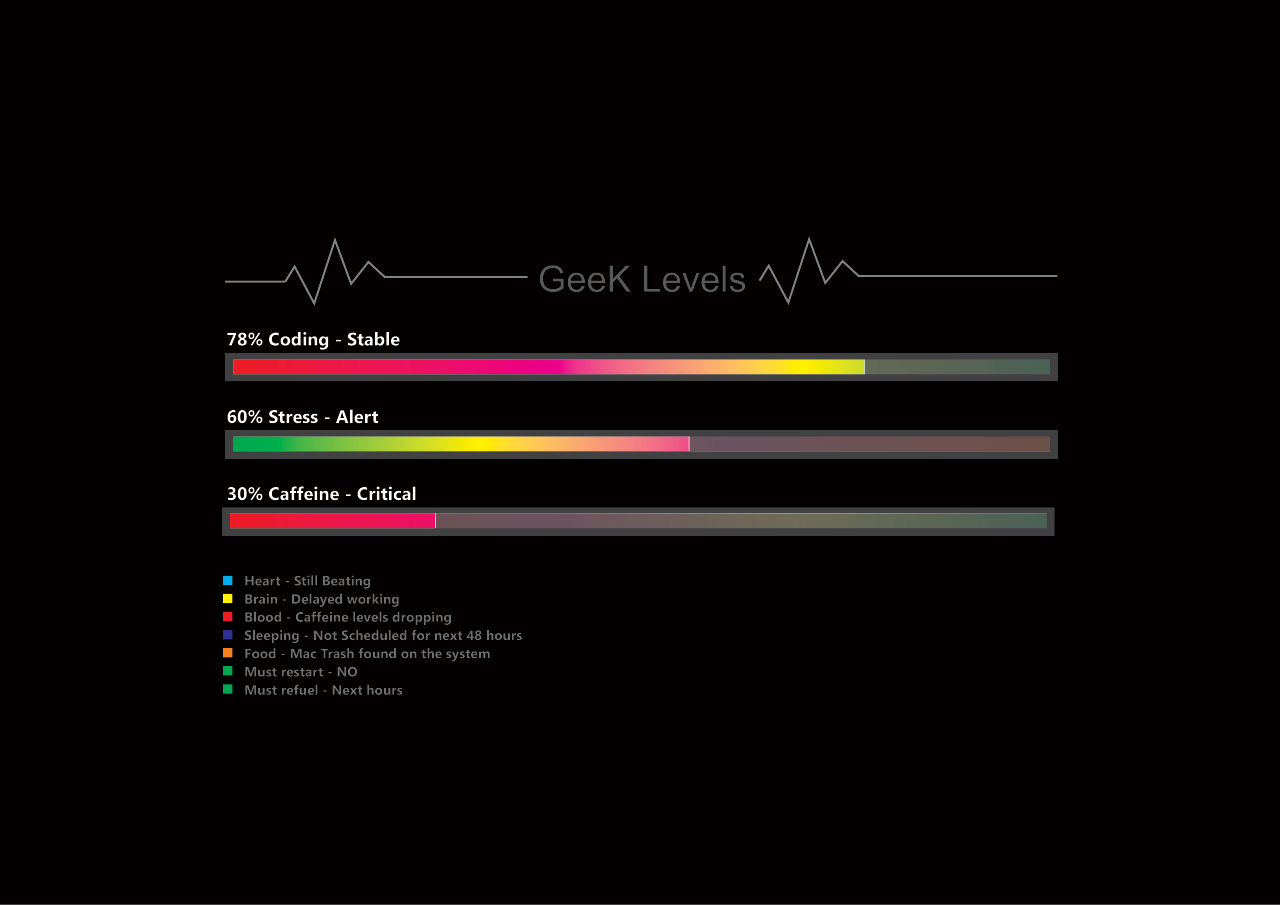 GeeK Levels
78% Coding - Stable
60% Stress - Alert
30% Caffeine - Critical
Heart - Still Beating
Brain - Delayed working
Blood - Caffeine levels dropping
Sleeping - Not Scheduled for next 48 hours
Food - Mac Trash found on the system
Must restart - NO
Must refuel - Next hours